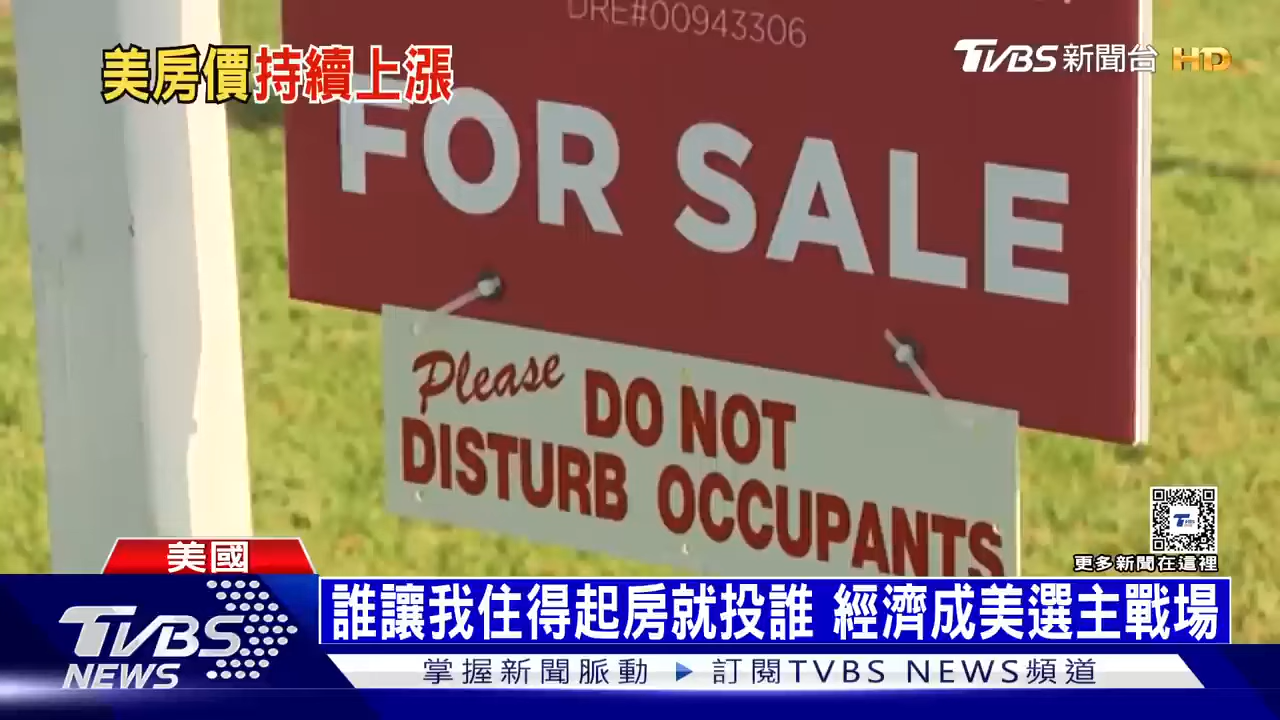 DRE#00943306
美房價持續上漲
TVBS新聞台 HD
FOR SALE
Please DO NOT
DISTURB OCCUPANTS
更多新聞在這裡
美國
TVBS
NEWS
誰讓我住得起房就投誰 經濟成美選主戰場
掌握新聞脈動 訂閱TVBS NEWS頻道